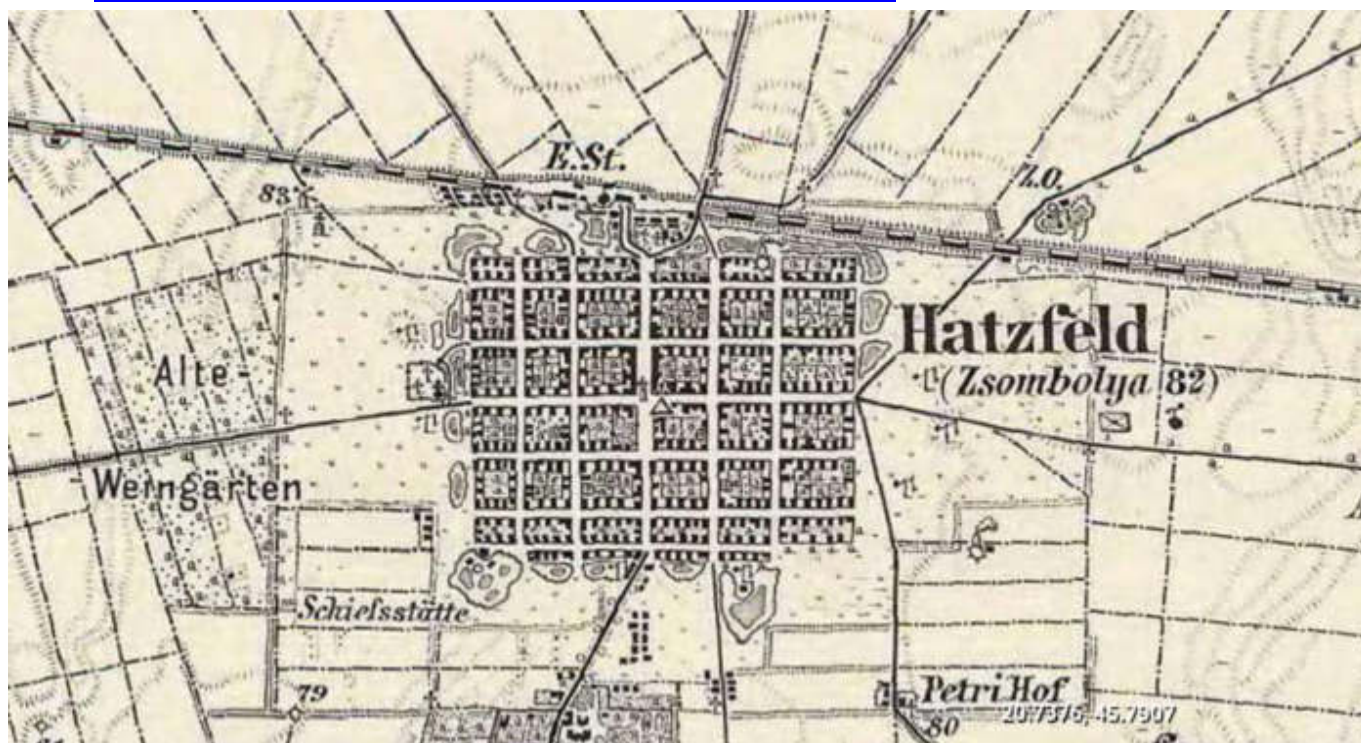 E. St.
Z.O.
83
Hatzfeld
(Zsombolya 82)
Alte-
Weingärten
Schiefsstätte
79
Petri Hof
20.7376, 45.7907
80